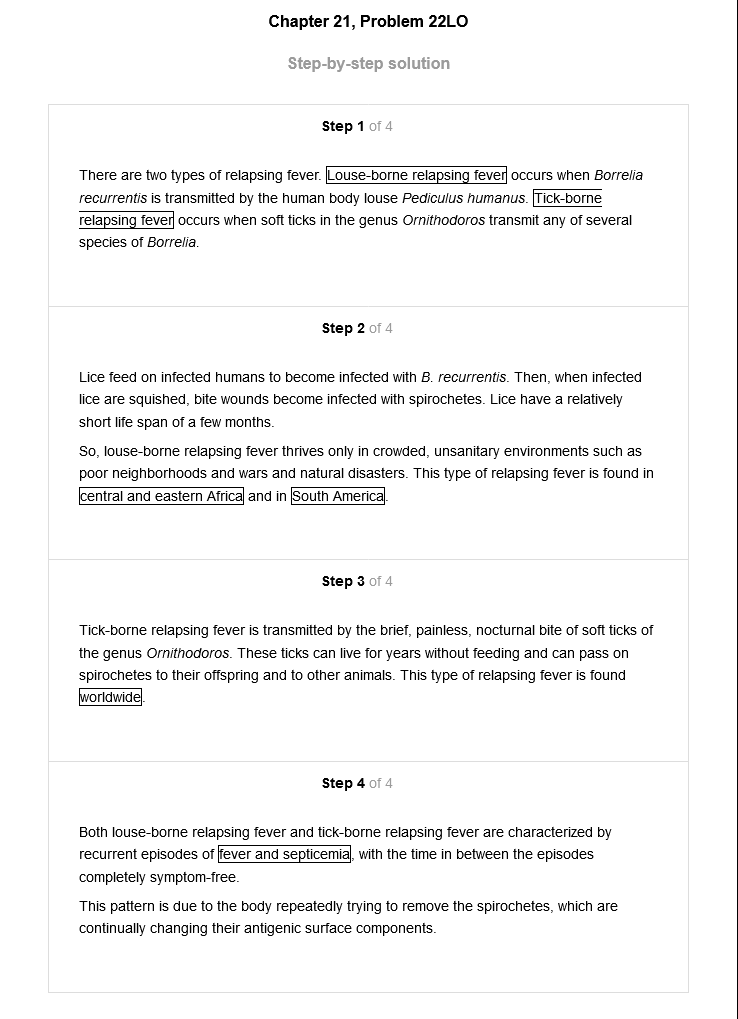 Chapter 21, Problem 22LO
Step-by-step solution
Step 1 of 4
There are two types of relapsing fever. Louse-borne relapsing fever occurs when Borrelia
recurrentis is transmitted by the human body louse Pediculus humanus. Tick-borne
relapsing fever occurs when soft ticks in the genus Ornithodoros transmit any of several
species of Borrelia.
Step 2 of 4
Lice feed on infected humans to become infected with B. recurrentis. Then, when infected
lice are squished, bite wounds become infected with spirochetes. Lice have a relatively
short life span of a few months.
So, louse-borne relapsing fever thrives only in crowded, unsanitary environments such as
poor neighborhoods and wars and natural disasters. This type of relapsing fever is found in
central and eastern Africa and in South America.
Step 3 of 4
Tick-borne relapsing fever is transmitted by the brief, painless, nocturnal bite of soft ticks of
the genus Ornithodoros. These ticks can live for years without feeding and can pass on
spirochetes to their offspring and to other animals. This type of relapsing fever is found
worldwide.
Step 4 of 4
Both louse-borne relapsing fever and tick-borne relapsing fever are characterized by
recurrent episodes of fever and septicemia, with the time in between the episodes
completely symptom-free.
This pattern is due to the body repeatedly trying to remove the spirochetes, which are
continually changing their antigenic surface components.